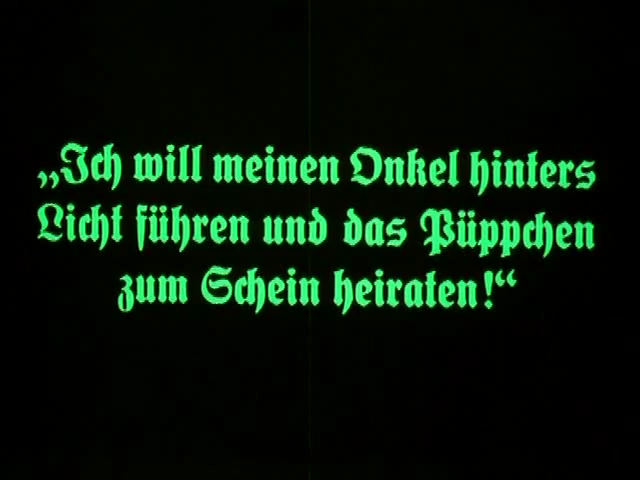 „Ich will meinen Onkel hinters
Licht führen und das Püppchen
zum Schein heiraten!“